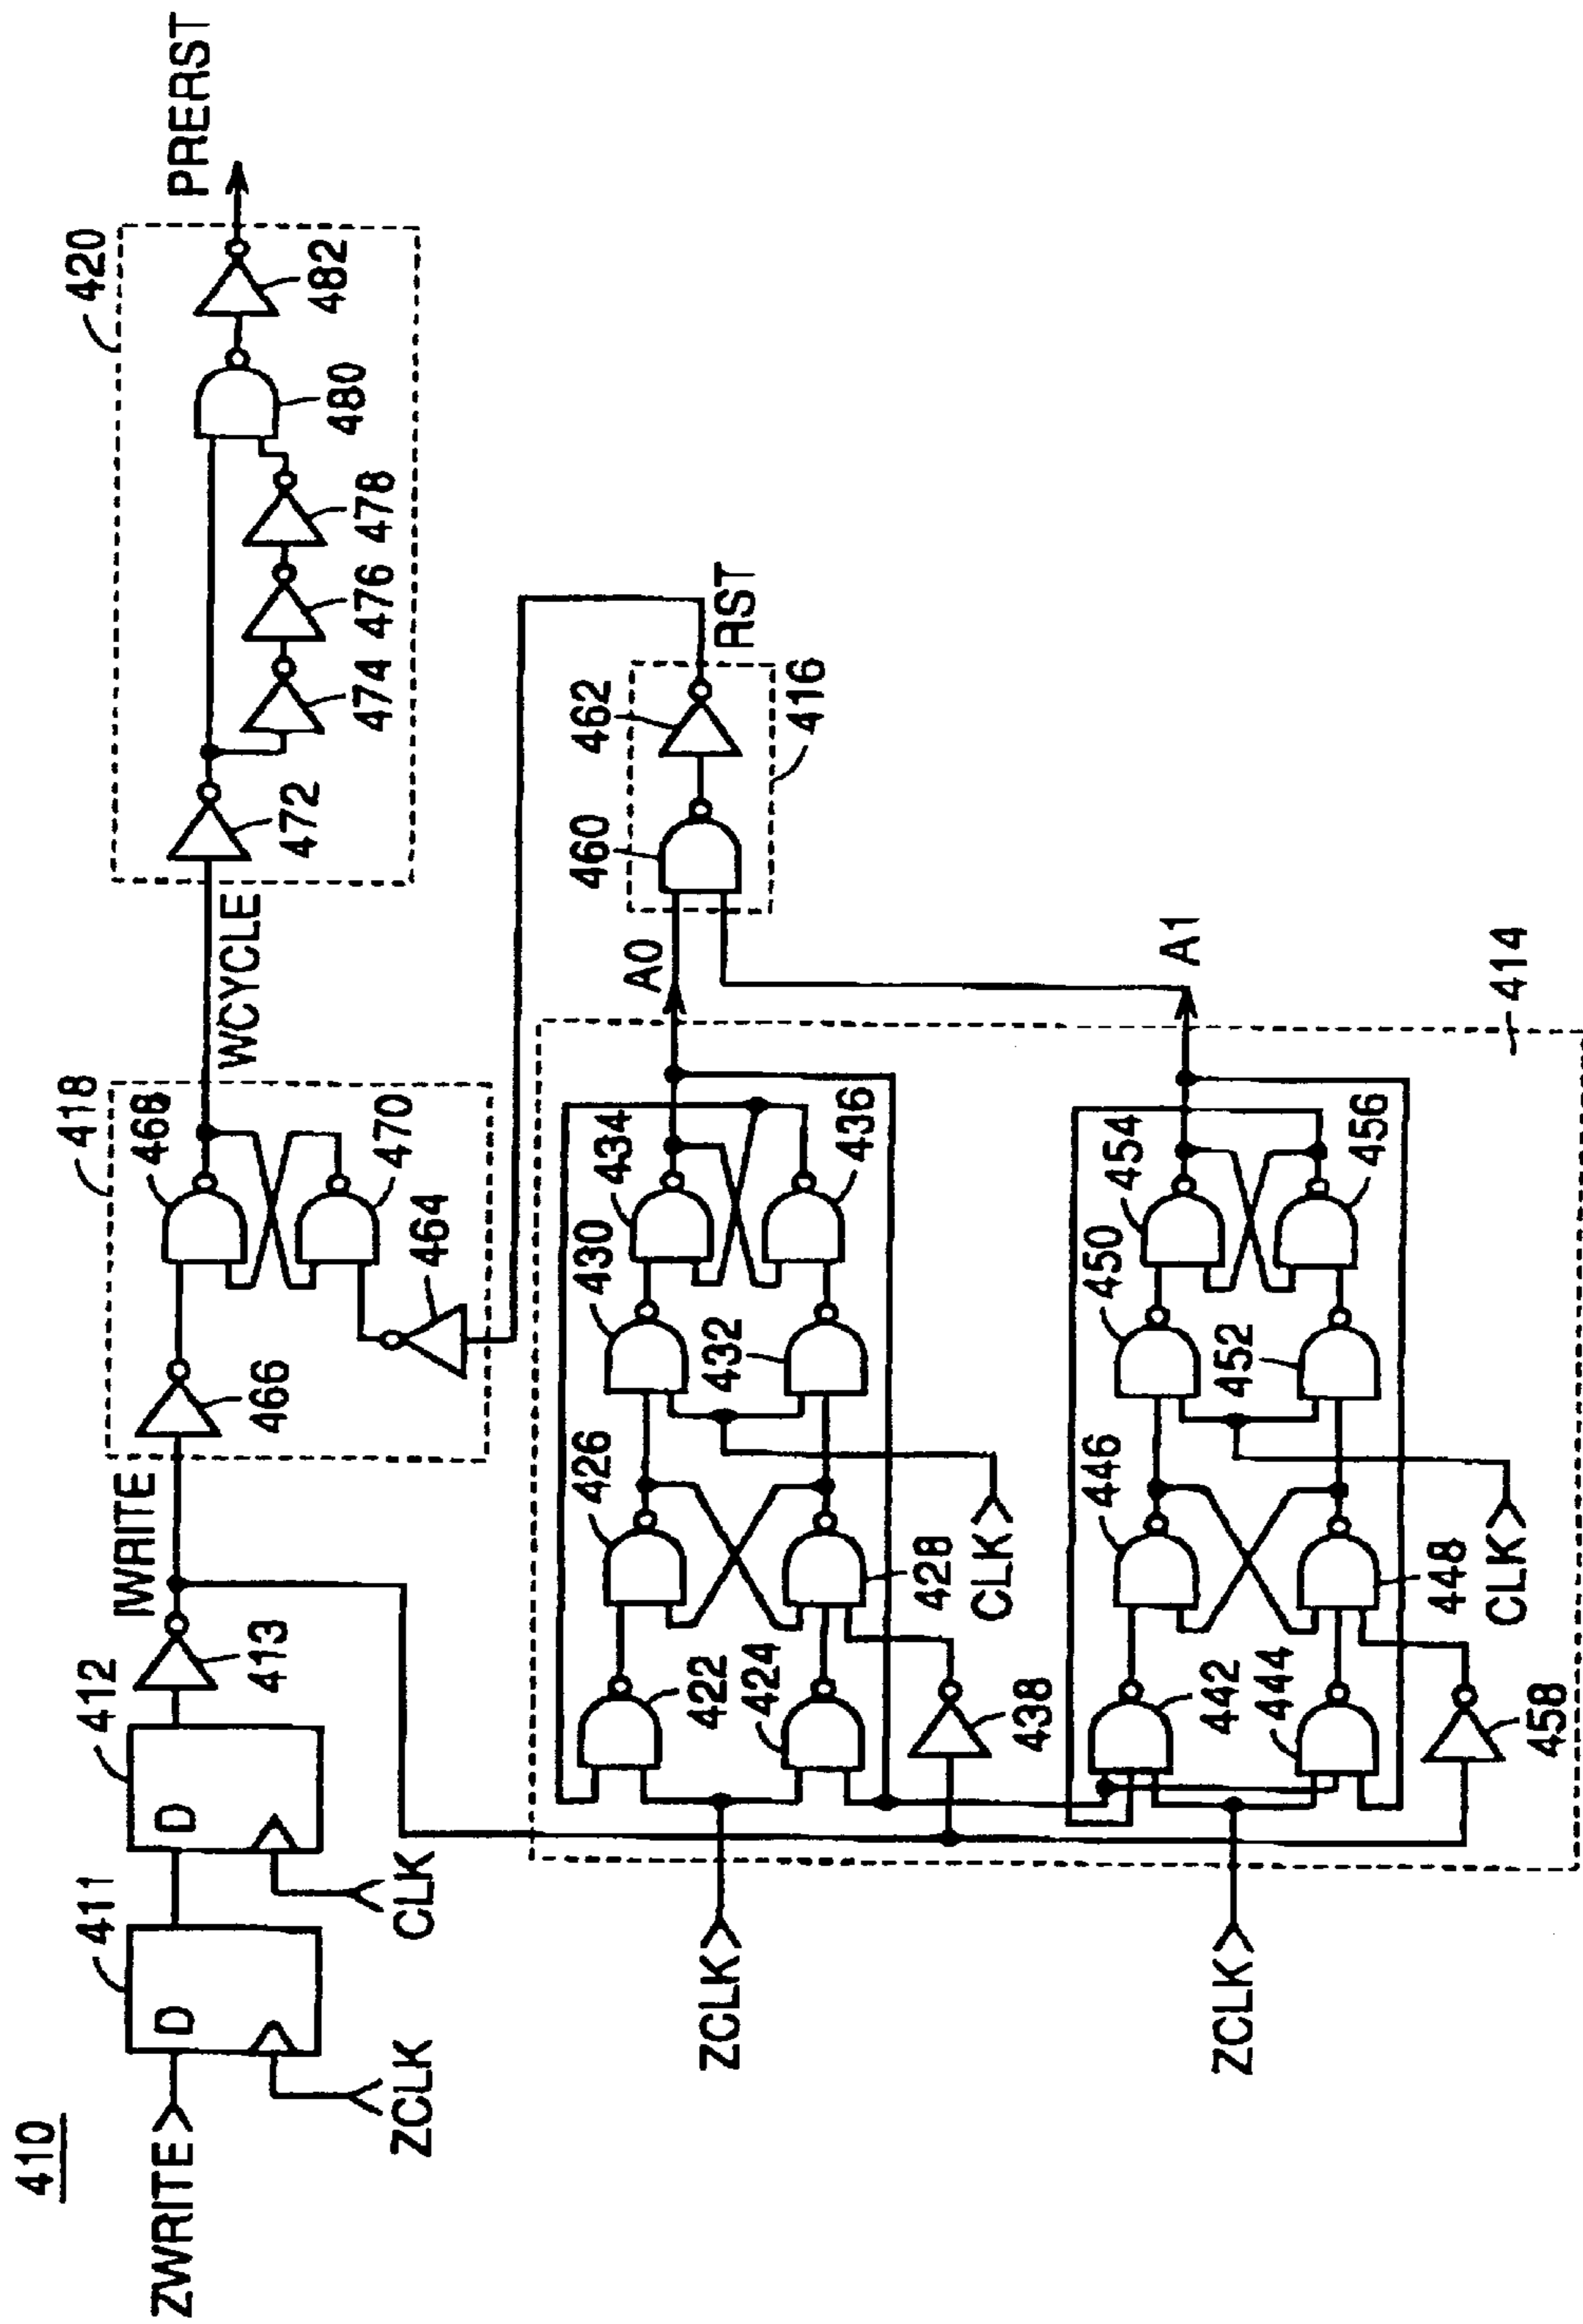 410
ZWRITE
ZCLK
411
D
412
D
CLK
413
IWRITE
418
466
468
470
464
WCYCLE
420
472
474
476
478
480
482
PRERST
ZCLK
422
424
426
428
438
CLK
430
432
434
436
A0
460
462
RST
416
ZCLK
442
444
446
448
458
CLK
450
452
454
456
A1
414